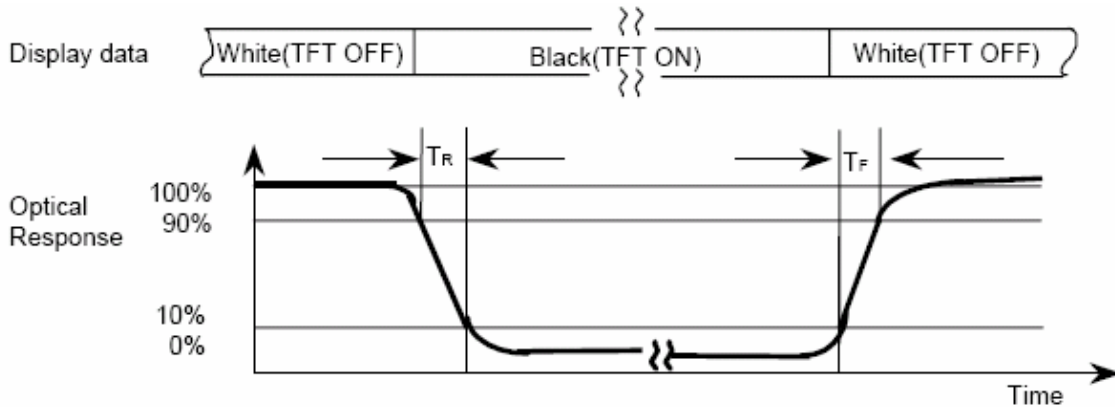 Display data
White(TFT OFF)
Black(TFT ON)
White(TFT OFF)
TR
TF
Optical
Response
100%
90%
10%
0%
Time